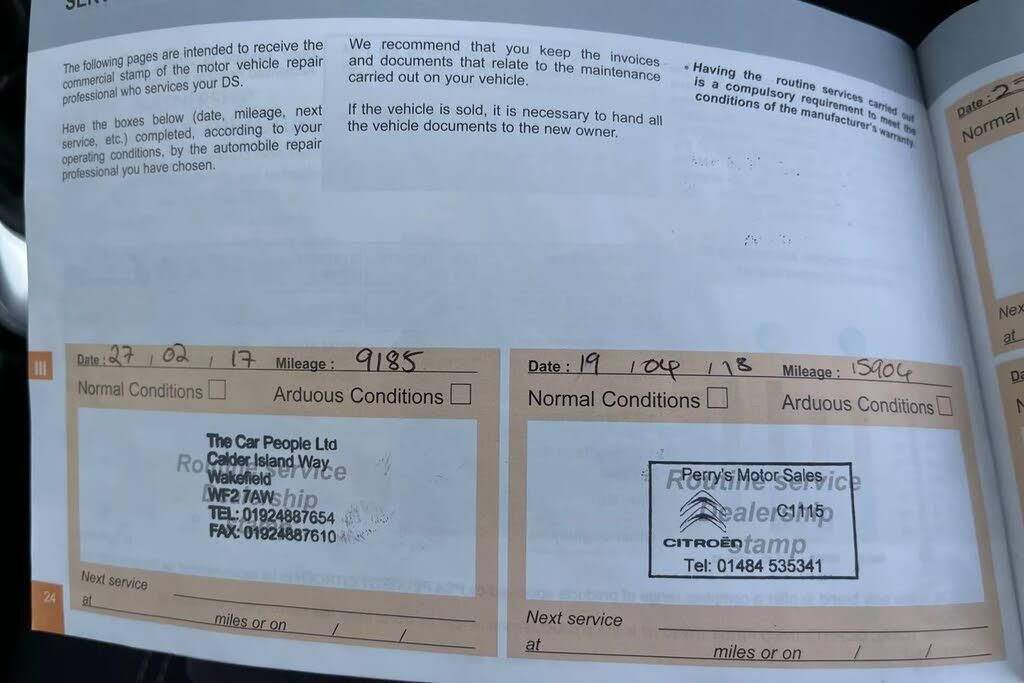 The following pages are intended to receive the
commercial stamp of the motor vehicle repair
professional who services your DS.
Have the boxes below (date, mileage, next
service, etc.) completed, according to your
operating conditions, by the automobile repair
professional you have chosen.
We recommend that you keep the invoices
and documents that relate to the maintenance
carried out on your vehicle.
If the vehicle is sold, it is necessary to hand all
the vehicle documents to the new owner.
• Having the routine services carried out
is a compulsory requirement to meet the
conditions of the manufacturer's warranty.
III
Date : 27 / 02 / 17 Mileage : 9185
Normal Conditions Arduous Conditions
Routine service
Dealership
The Car People Ltd
Calder Island Way
Wakefield
WF2 7AW
TEL: 01924887654
FAX: 01924887610
Next service
at
miles or on / /
Date : 19 / 04 / 18 Mileage : 15904
Normal Conditions Arduous Conditions
Routine service
Dealership
stamp
Perry's Motor Sales
C1115
CITROËN
Tel: 01484 535341
Next service
at
miles or on / /
24
Date :
Normal
at